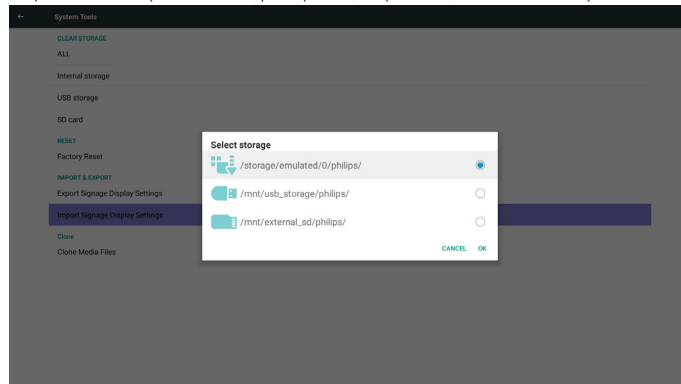 System Tools
CLEAR STORAGE
ALL
Internal storage
USB storage
SD card
RESET
Factory Reset
IMPORT & EXPORT
Export Signage Display Settings
Import Signage Display Settings
Clone
Clone Media Files
Select storage
/storage/emulated/0/philips/
/mnt/usb_storage/philips/
/mnt/external_sd/philips/
CANCEL OK